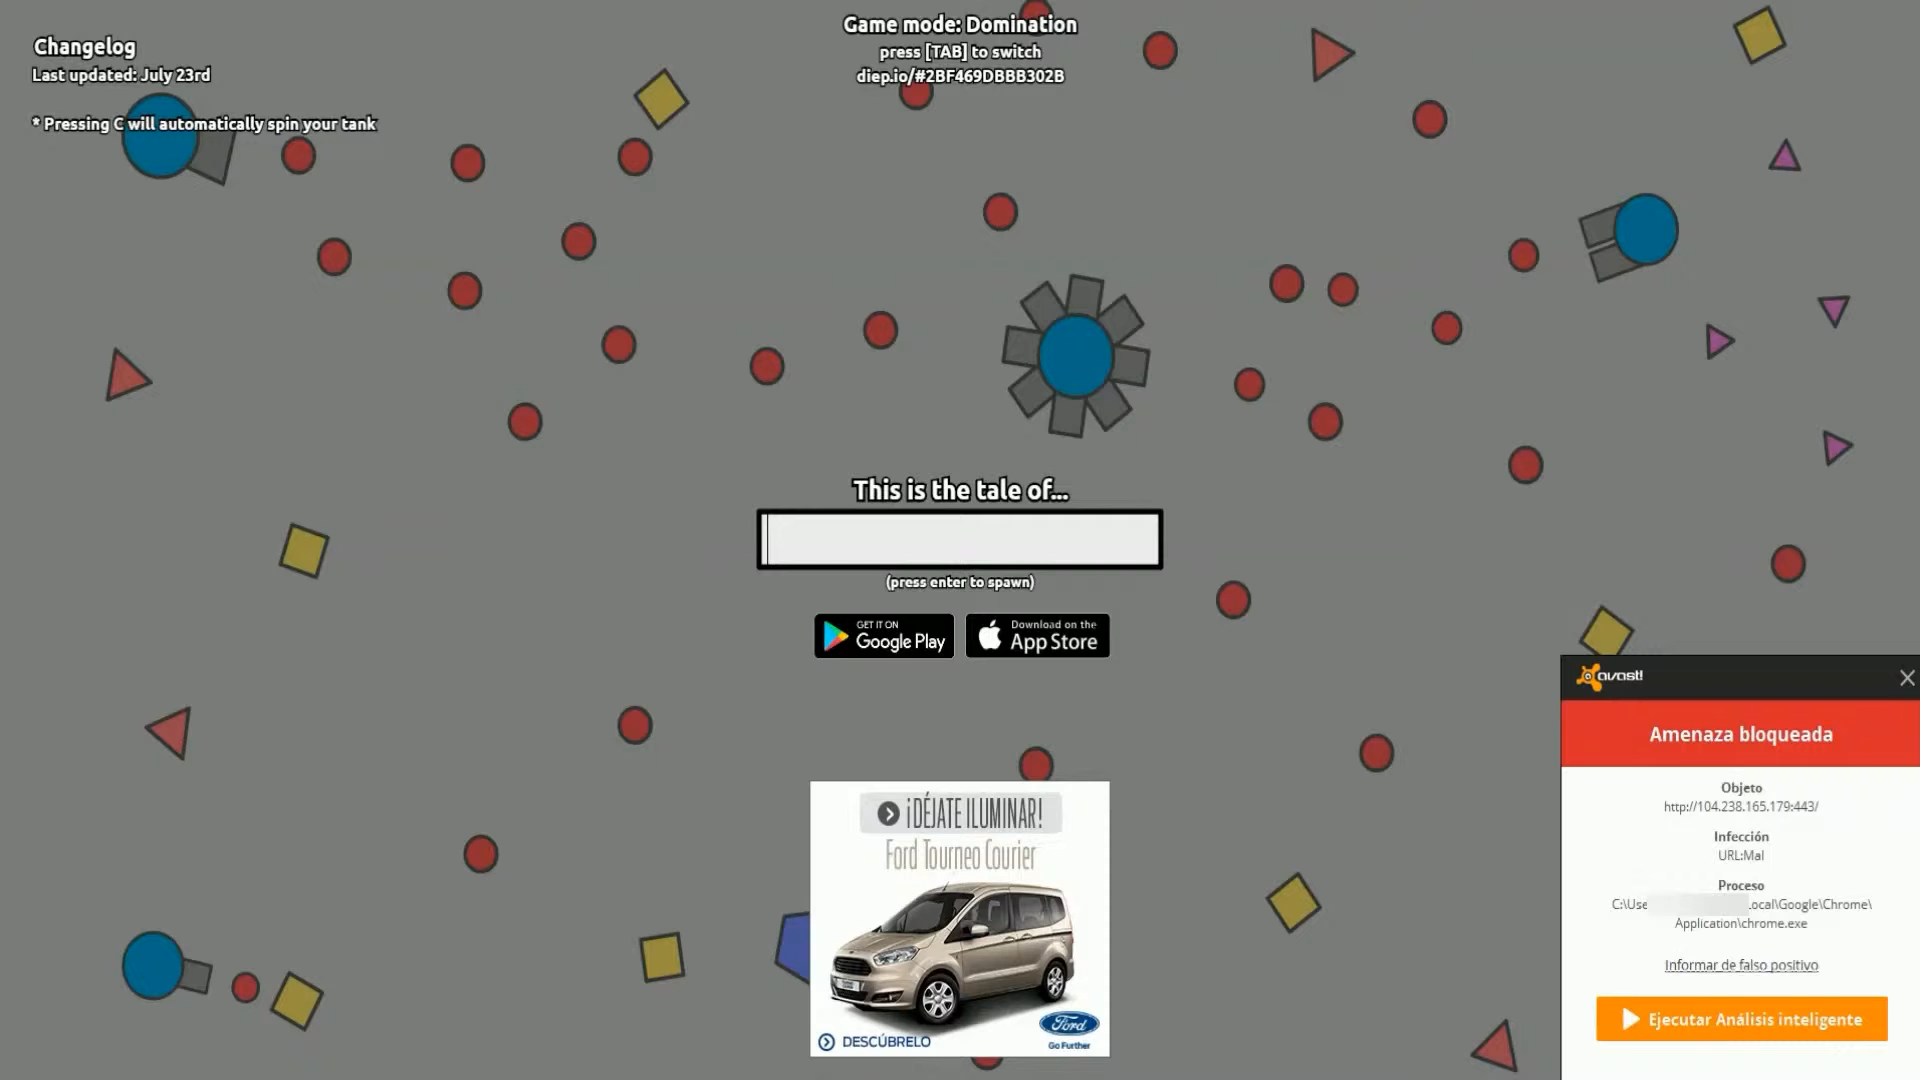 Changelog
Last updated: July 23rd
* Pressing C will automatically spin your tank
Game mode: Domination
press [TAB] to switch
diep.io/#2BF469DBBB302B
This is the tale of...
(press enter to spawn)
GET IT ON
Google Play
Download on the
App Store
¡DÉJATE ILUMINAR!
Ford Tourneo Courier
Ford
Go Further
DESCÚBRELO
avast!
Amenaza bloqueada
Objeto
http://104.238.165.179:443/
Infección
URL:Mal
Proceso
C:\Use ocal\Google\Chrome\
Application\chrome.exe
Informar de falso positivo
Ejecutar Análisis inteligente